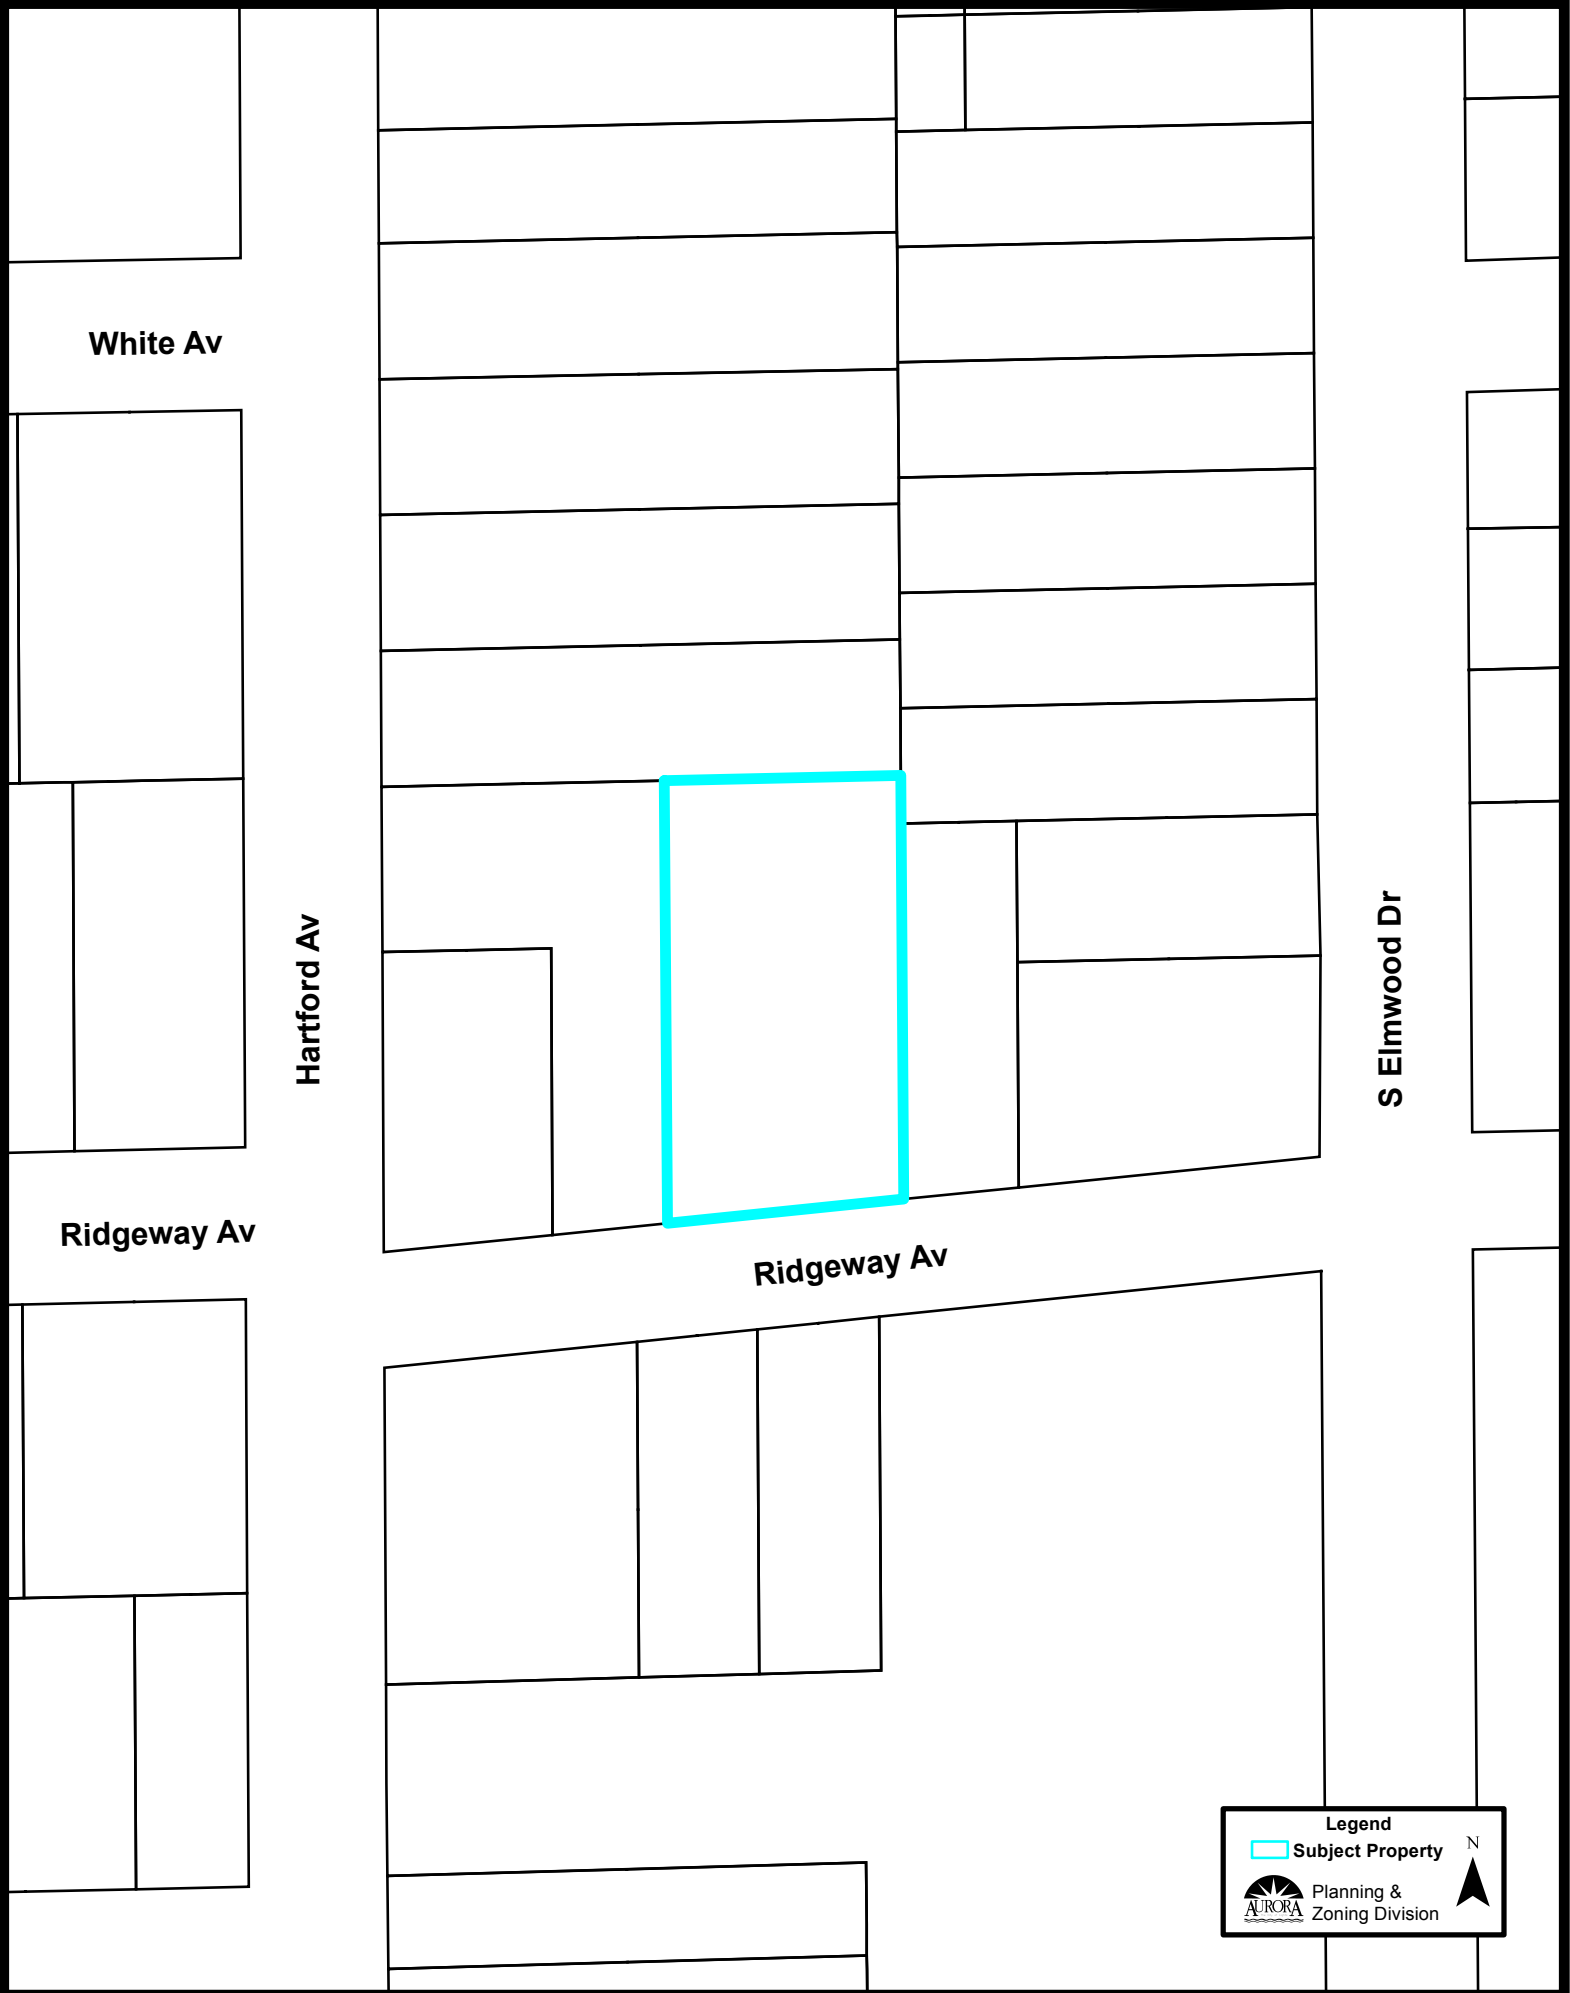 White Av
Hartford Av
S Elmwood Dr
Ridgeway Av
Ridgeway Av
Legend
Subject Property
N
AURORA
Planning &
Zoning Division